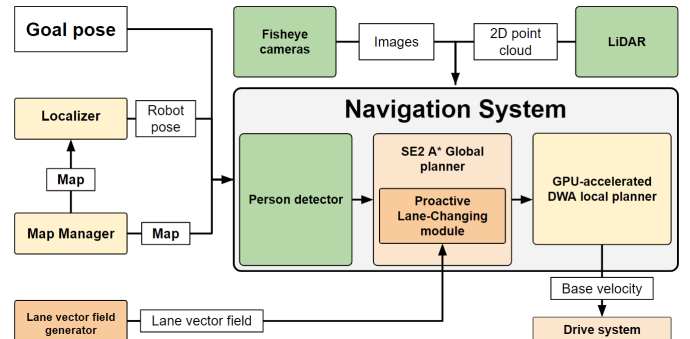 Goal pose
Fisheye
cameras
Images
2D point
cloud
LiDAR
Navigation System
Localizer
Robot
pose
Map
Map Manager
Map
Person detector
SE2 A* Global
planner
Proactive
Lane-Changing
module
GPU-accelerated
DWA local planner
Base velocity
Lane vector field
generator
Lane vector field
Drive system